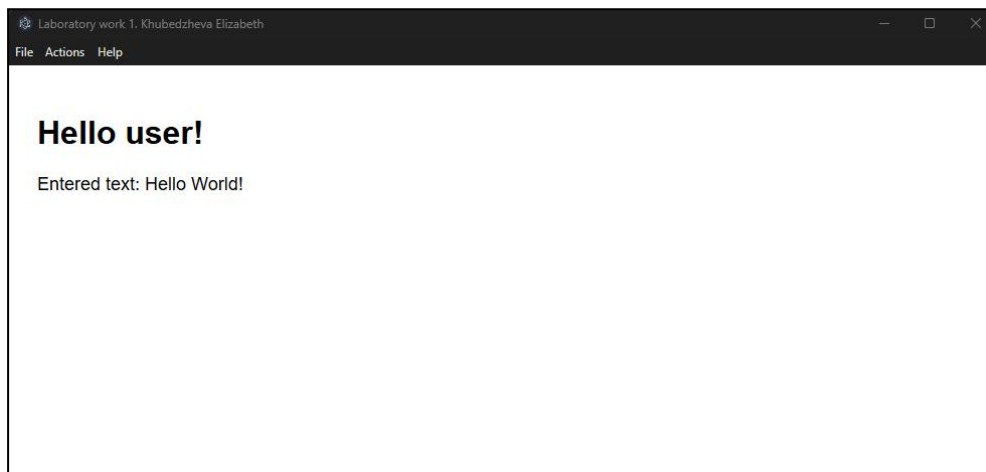 Laboratory work 1. Khubedzheva Elizabeth
File Actions Help
Hello user!
Entered text: Hello World!